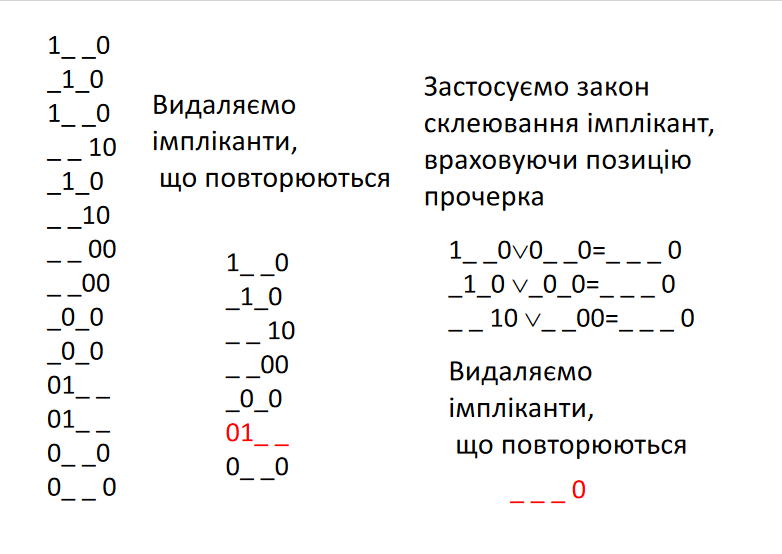 1_ _0
_1_0
1_ _0
_ _ 10
_1_0
_ _10
_ _ 00
_ _00
_0_0
_0_0
01_ _
01_ _
0_ _0
0_ _ 0
Видаляємо
імпліканти,
що повторюються
1_ _0
_1_0
_ _ 10
_ _00
_0_0
01_ _
0_ _0
Застосуємо закон
склеювання імплікант,
враховуючи позицію
прочерка
1_ _0∨0_ _0=_ _ _ 0
_1_0 ∨_0_0=_ _ _ 0
_ _ 10 ∨_ _00=_ _ _ 0
Видаляємо
імпліканти,
що повторюються
_ _ _ 0